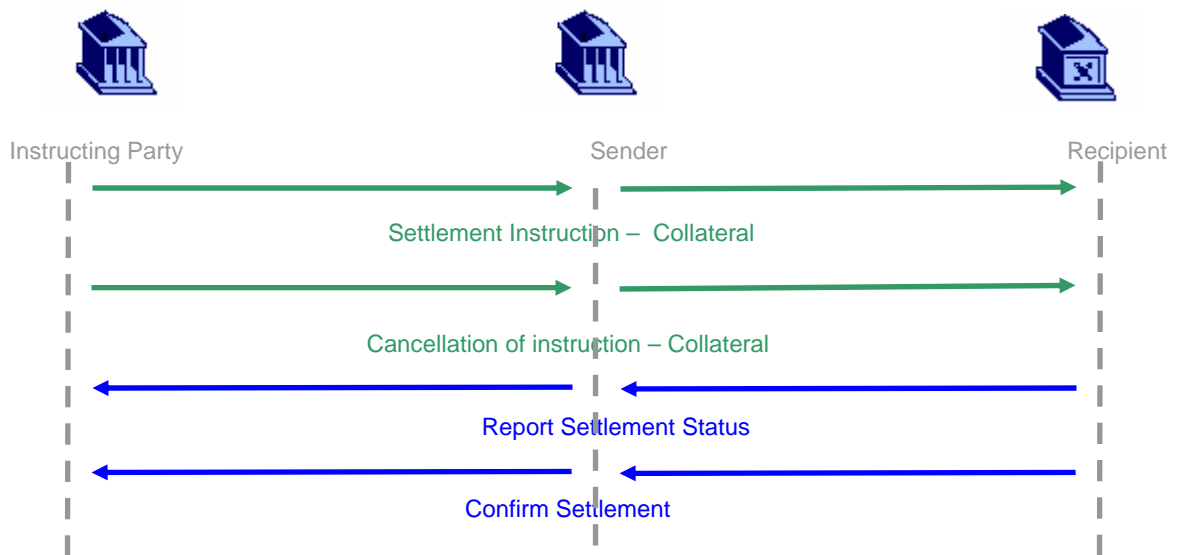 Instructing Party
Sender
Recipient
Settlement Instruction – Collateral
Cancellation of instruction – Collateral
Report Settlement Status
Confirm Settlement